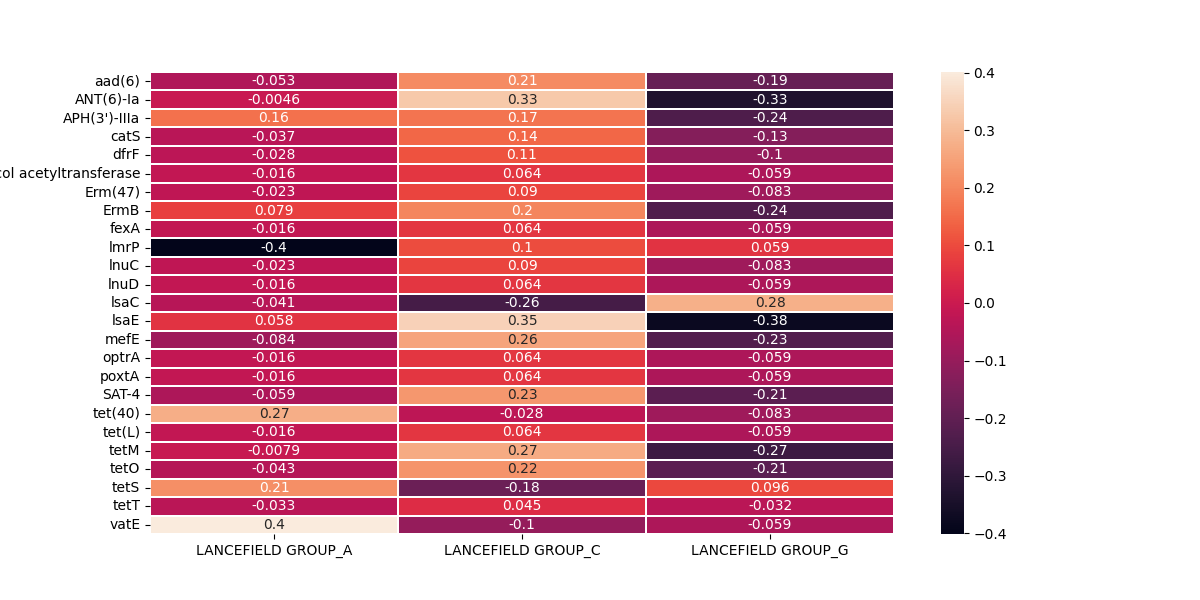 aad(6) -0.053 0.21 -0.19 0.4
ANT(6)-Ia -0.0046 0.33 -0.33
APH(3')-IIIa 0.16 0.17 -0.24 0.3
catS -0.037 0.14 -0.13
dfrF -0.028 0.11 -0.1
acetyltransferase -0.016 0.064 -0.059 0.2
Erm(47) -0.023 0.09 -0.083
ErmB 0.079 0.2 -0.24
fexA -0.016 0.064 -0.059
lmrP -0.4 0.1 0.059 0.1
lnuC -0.023 0.09 -0.083
lnuD -0.016 0.064 -0.059
lsaC -0.041 -0.26 0.28 0.0
lsaE 0.058 0.35 -0.38
mefE -0.084 0.26 -0.23
optrA -0.016 0.064 -0.059 −0.1
poxtA -0.016 0.064 -0.059
SAT-4 -0.059 0.23 -0.21
tet(40) 0.27 -0.028 -0.083 −0.2
tet(L) -0.016 0.064 -0.059
tetM -0.0079 0.27 -0.27
tetO -0.043 0.22 -0.21 −0.3
tetS 0.21 -0.18 0.096
tetT -0.033 0.045 -0.032
vatE 0.4 -0.1 -0.059 −0.4
LANCEFIELD GROUP_A LANCEFIELD GROUP_C LANCEFIELD GROUP_G